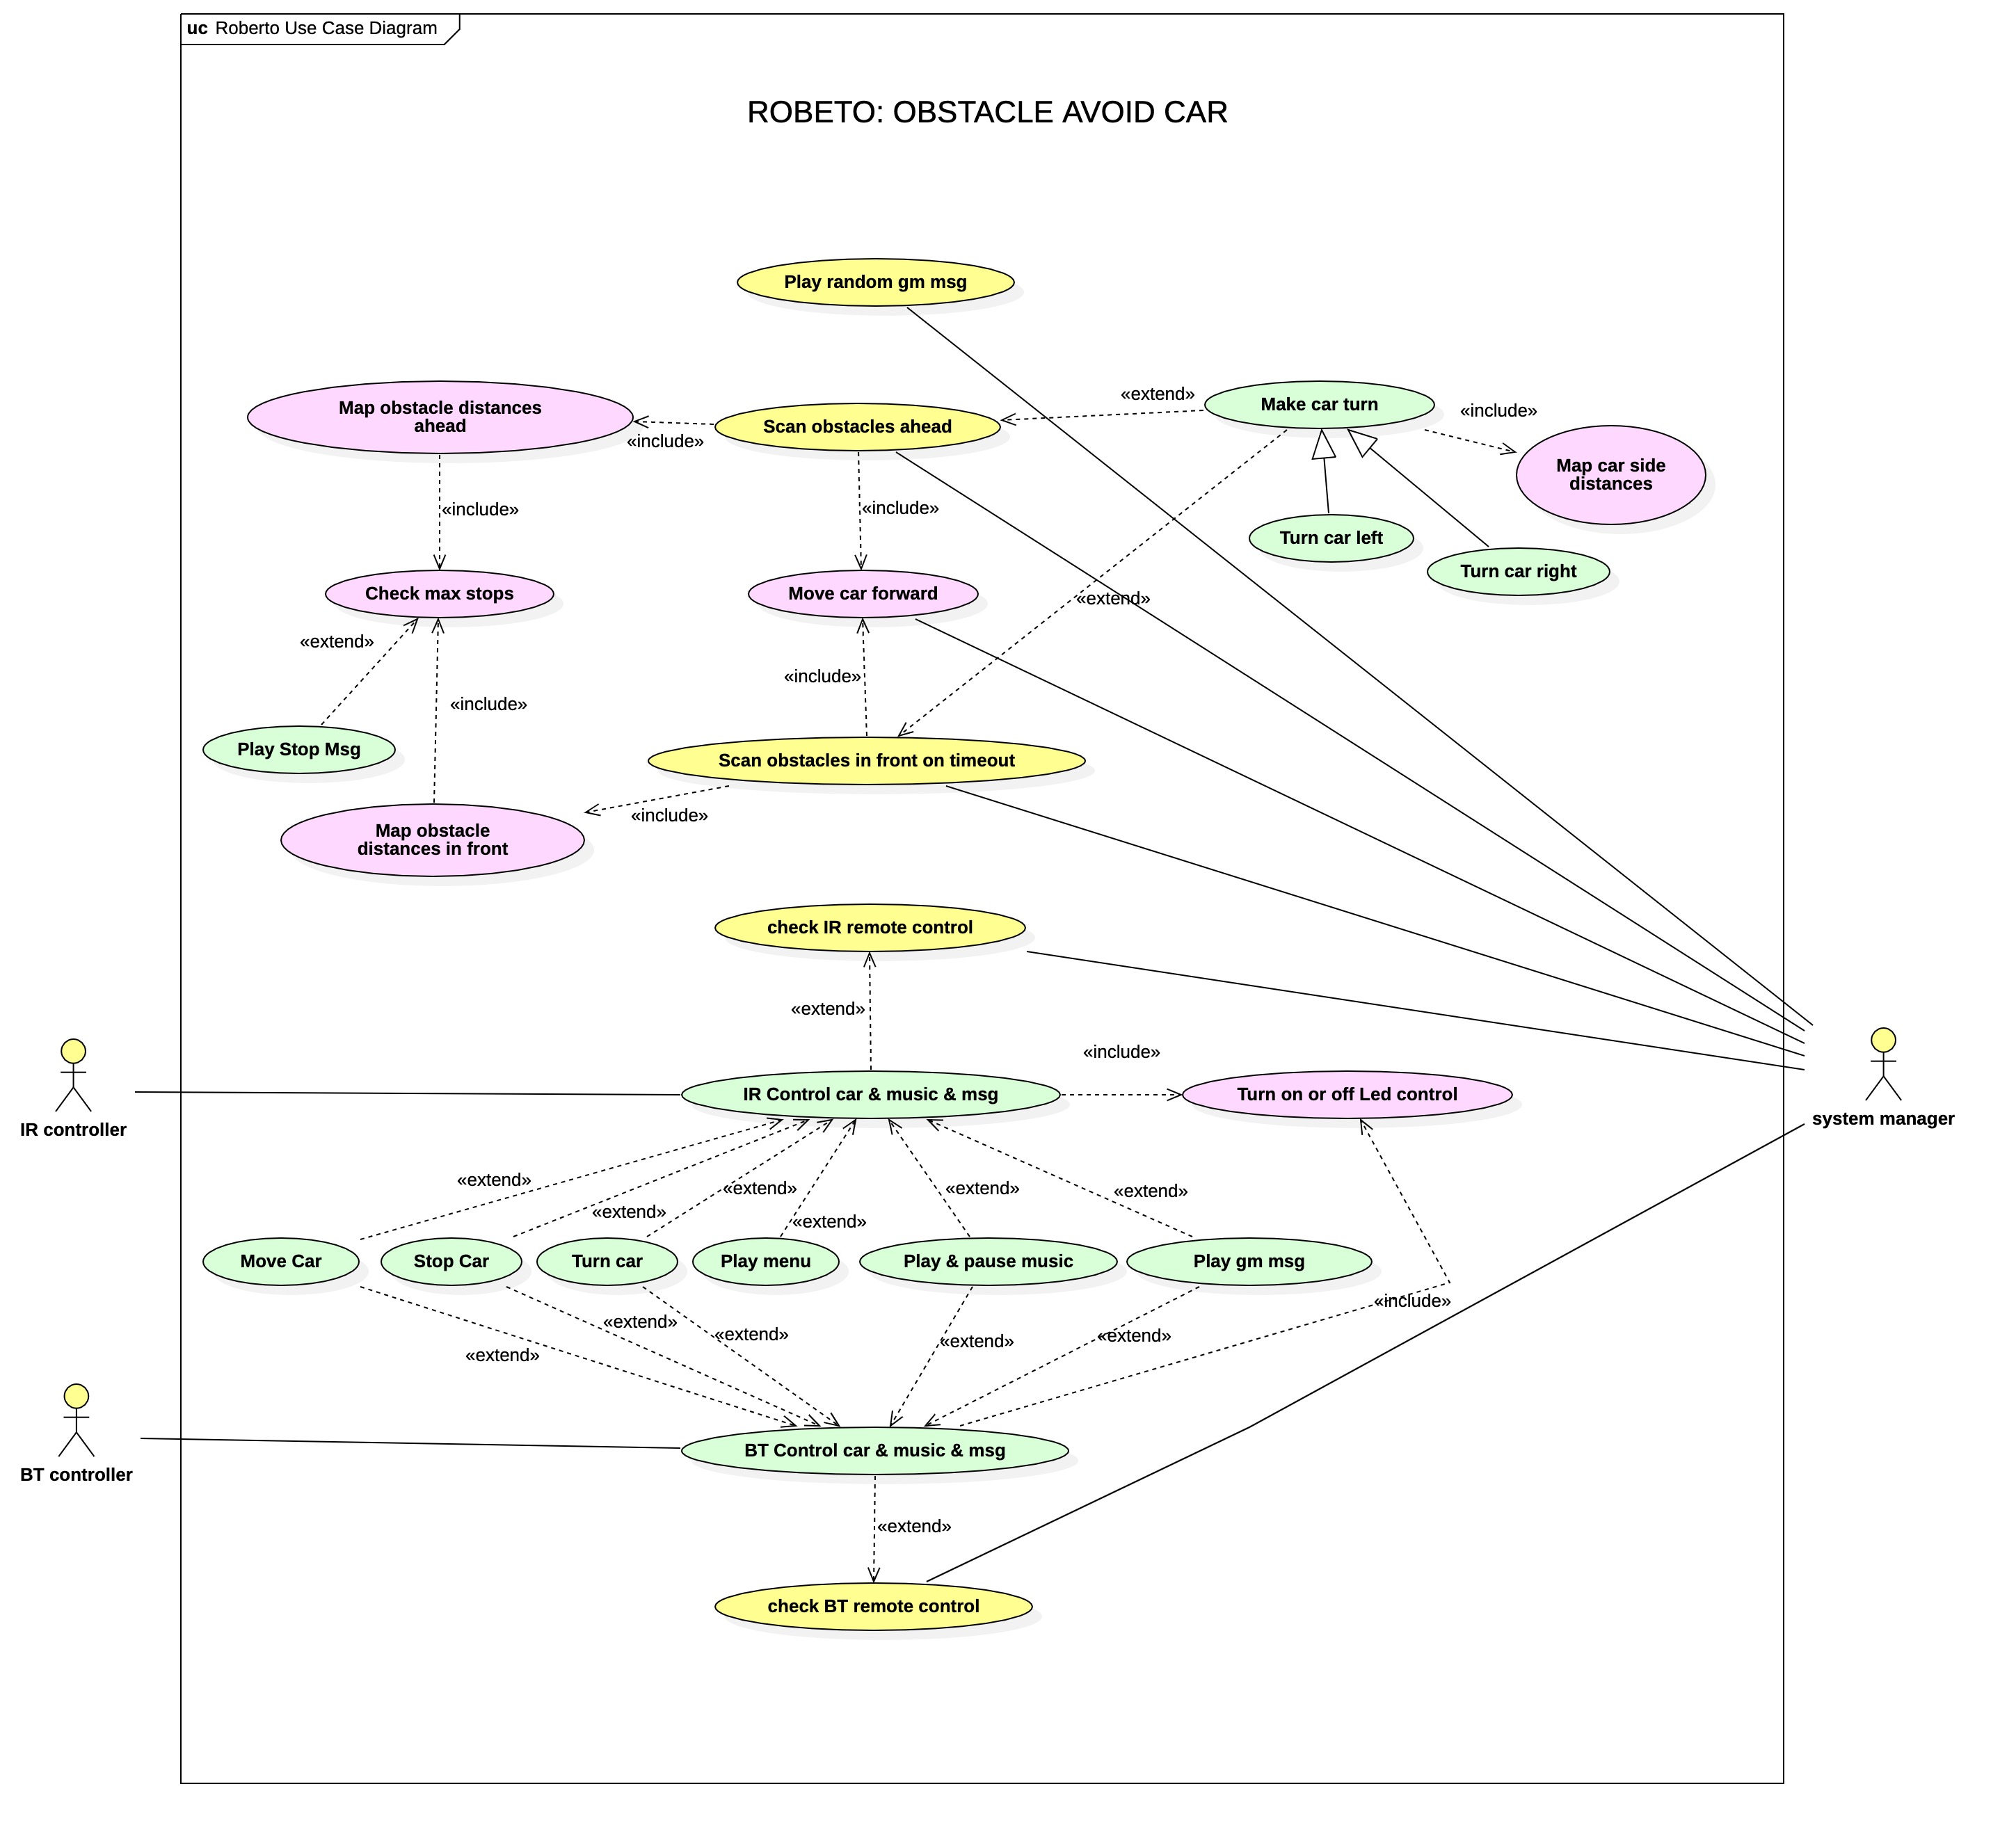 uc Roberto Use Case Diagram
ROBETO: OBSTACLE AVOID CAR
Play random gm msg
Map obstacle distances
ahead
«include»
Scan obstacles ahead
«extend»
Make car turn
«include»
Map car side
distances
«include»
«include»
Turn car left
Turn car right
Check max stops
Move car forward
«extend»
«extend»
«include»
«include»
Play Stop Msg
Scan obstacles in front on timeout
«include»
Map obstacle
distances in front
check IR remote control
«extend»
«include»
IR controller
IR Control car & music & msg
Turn on or off Led control
system manager
«extend»
«extend»
«extend»
«extend»
«extend»
«extend»
Move Car
Stop Car
Turn car
Play menu
Play & pause music
Play gm msg
«include»
«extend»
«extend»
«extend»
«extend»
«extend»
BT controller
BT Control car & music & msg
«extend»
check BT remote control